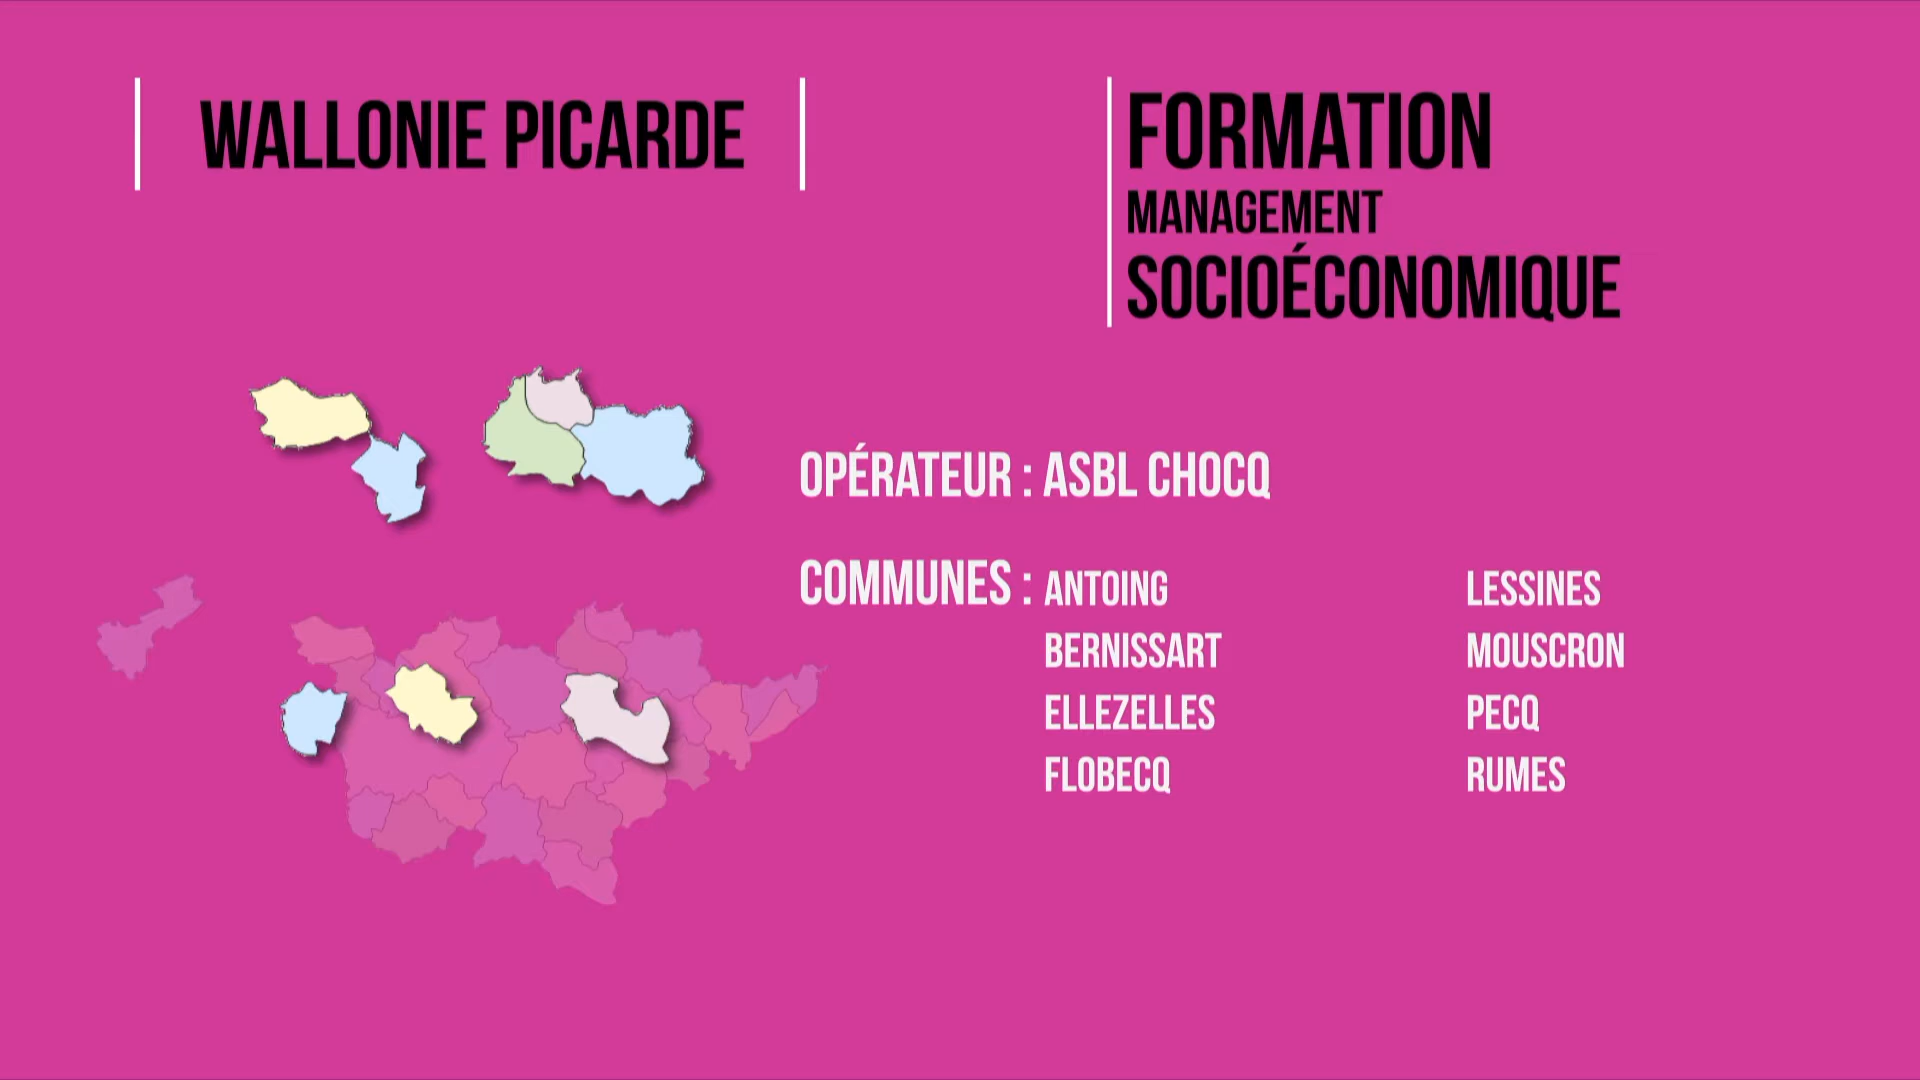 WALLONIE PICARDE
FORMATION
MANAGEMENT
SOCIOÉCONOMIQUE
OPÉRATEUR : ASBL CHOCQ
COMMUNES : ANTOING
BERNISSART
ELLEZELLES
FLOBECQ
LESSINES
MOUSCRON
PECQ
RUMES